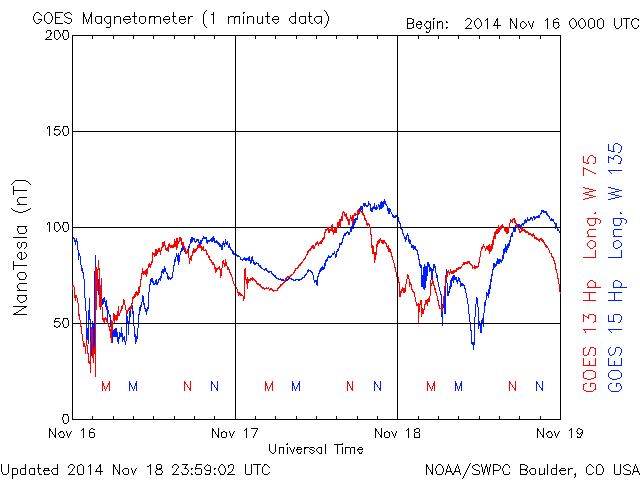 GOES Magnetometer (1 minute data)
Begin: 2014 Nov 16 0000 UTC
200
150
100
50
0
NanoTesla (nT)
M M N N M M N N M M N N
Nov 16 Nov 17 Nov 18 Nov 19
Universal Time
GOES 13 Hp Long. W 75
GOES 15 Hp Long. W 135
Updated 2014 Nov 18 23:59:02 UTC
NOAA/SWPC Boulder, CO USA